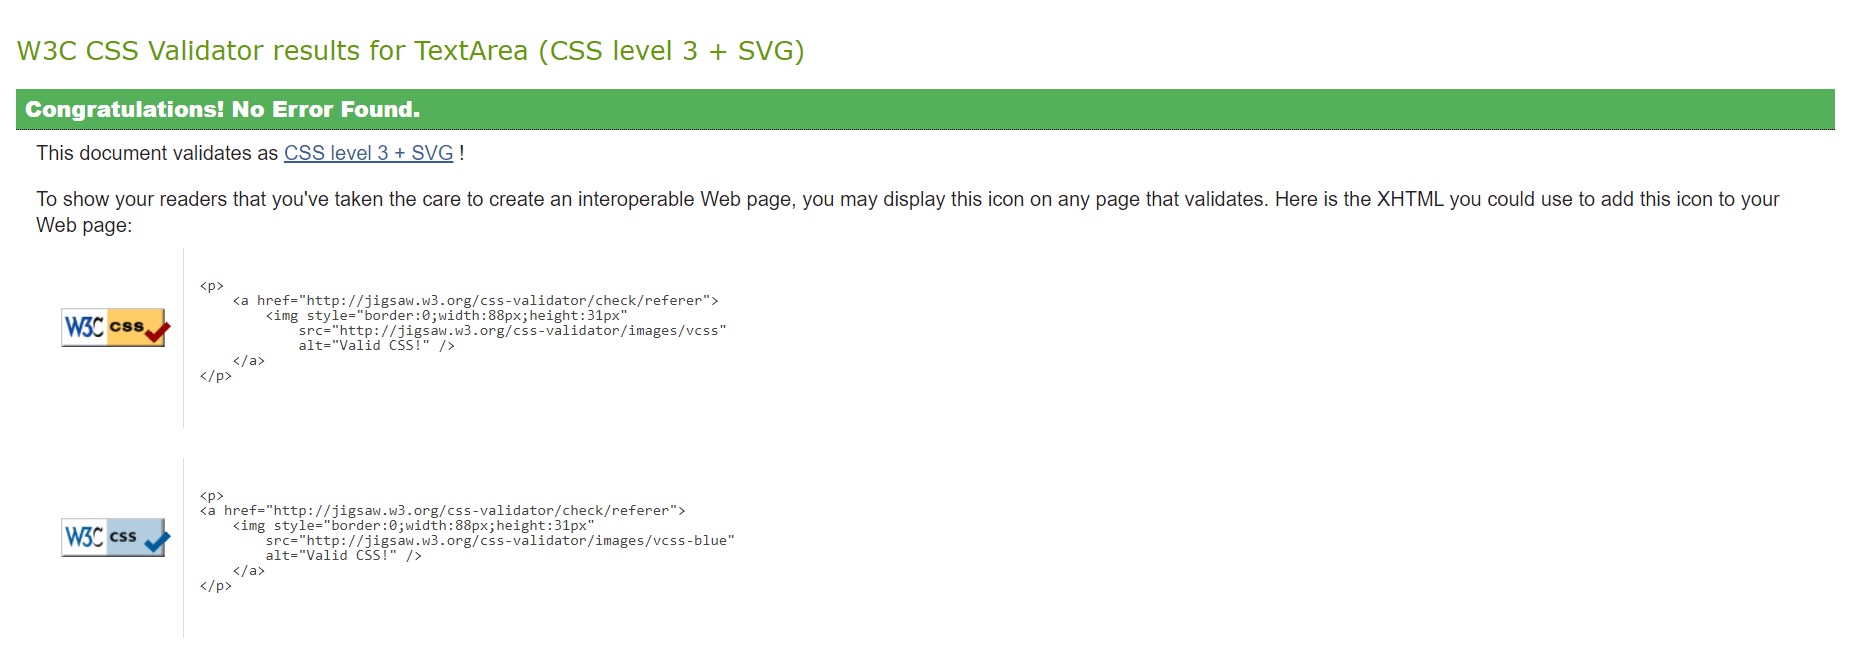 W3C CSS Validator results for TextArea (CSS level 3 + SVG)
Congratulations! No Error Found.
This document validates as CSS level 3 + SVG !
To show your readers that you've taken the care to create an interoperable Web page, you may display this icon on any page that validates. Here is the XHTML you could use to add this icon to your
Web page:
W3C css
<p>
    <a href="http://jigsaw.w3.org/css-validator/check/referer">
        <img style="border:0;width:88px;height:31px"
            src="http://jigsaw.w3.org/css-validator/images/vcss"
            alt="Valid CSS!" />
    </a>
</p>
W3C css
<p>
<a href="http://jigsaw.w3.org/css-validator/check/referer">
    <img style="border:0;width:88px;height:31px"
        src="http://jigsaw.w3.org/css-validator/images/vcss-blue"
        alt="Valid CSS!" />
    </a>
</p>